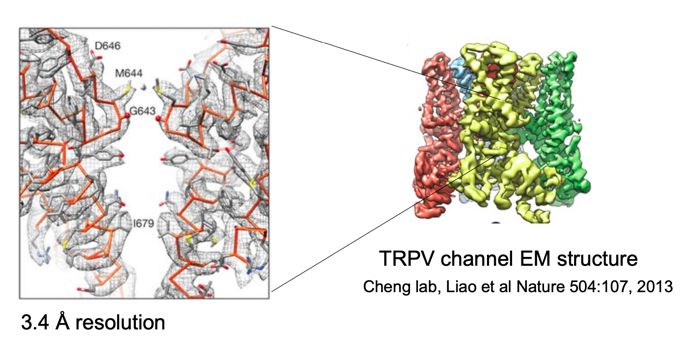 D646
M644
G643
I679
3.4 Å resolution
TRPV channel EM structure
Cheng lab, Liao et al Nature 504:107, 2013